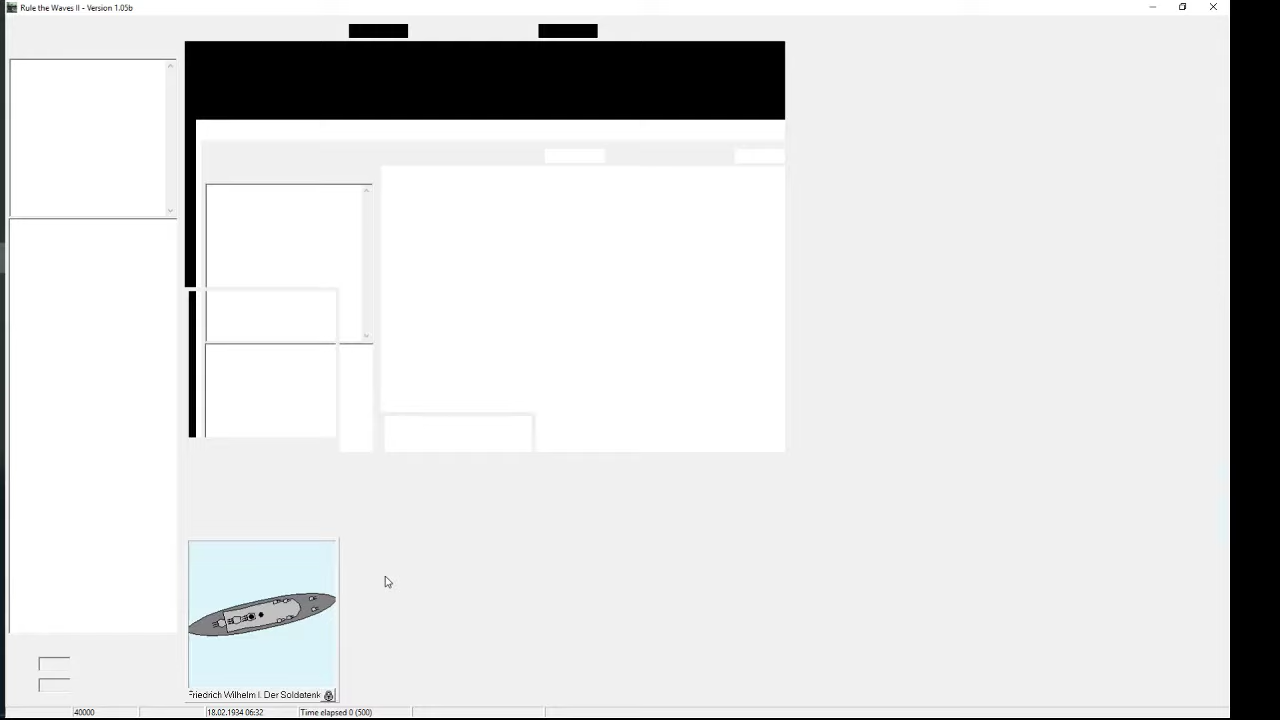 Rule the Waves II - Version 1.05b
Friedrich Wilhelm I. Der Soldatenk
40000
18.02.1934 06:32
Time elapsed 0 (500)